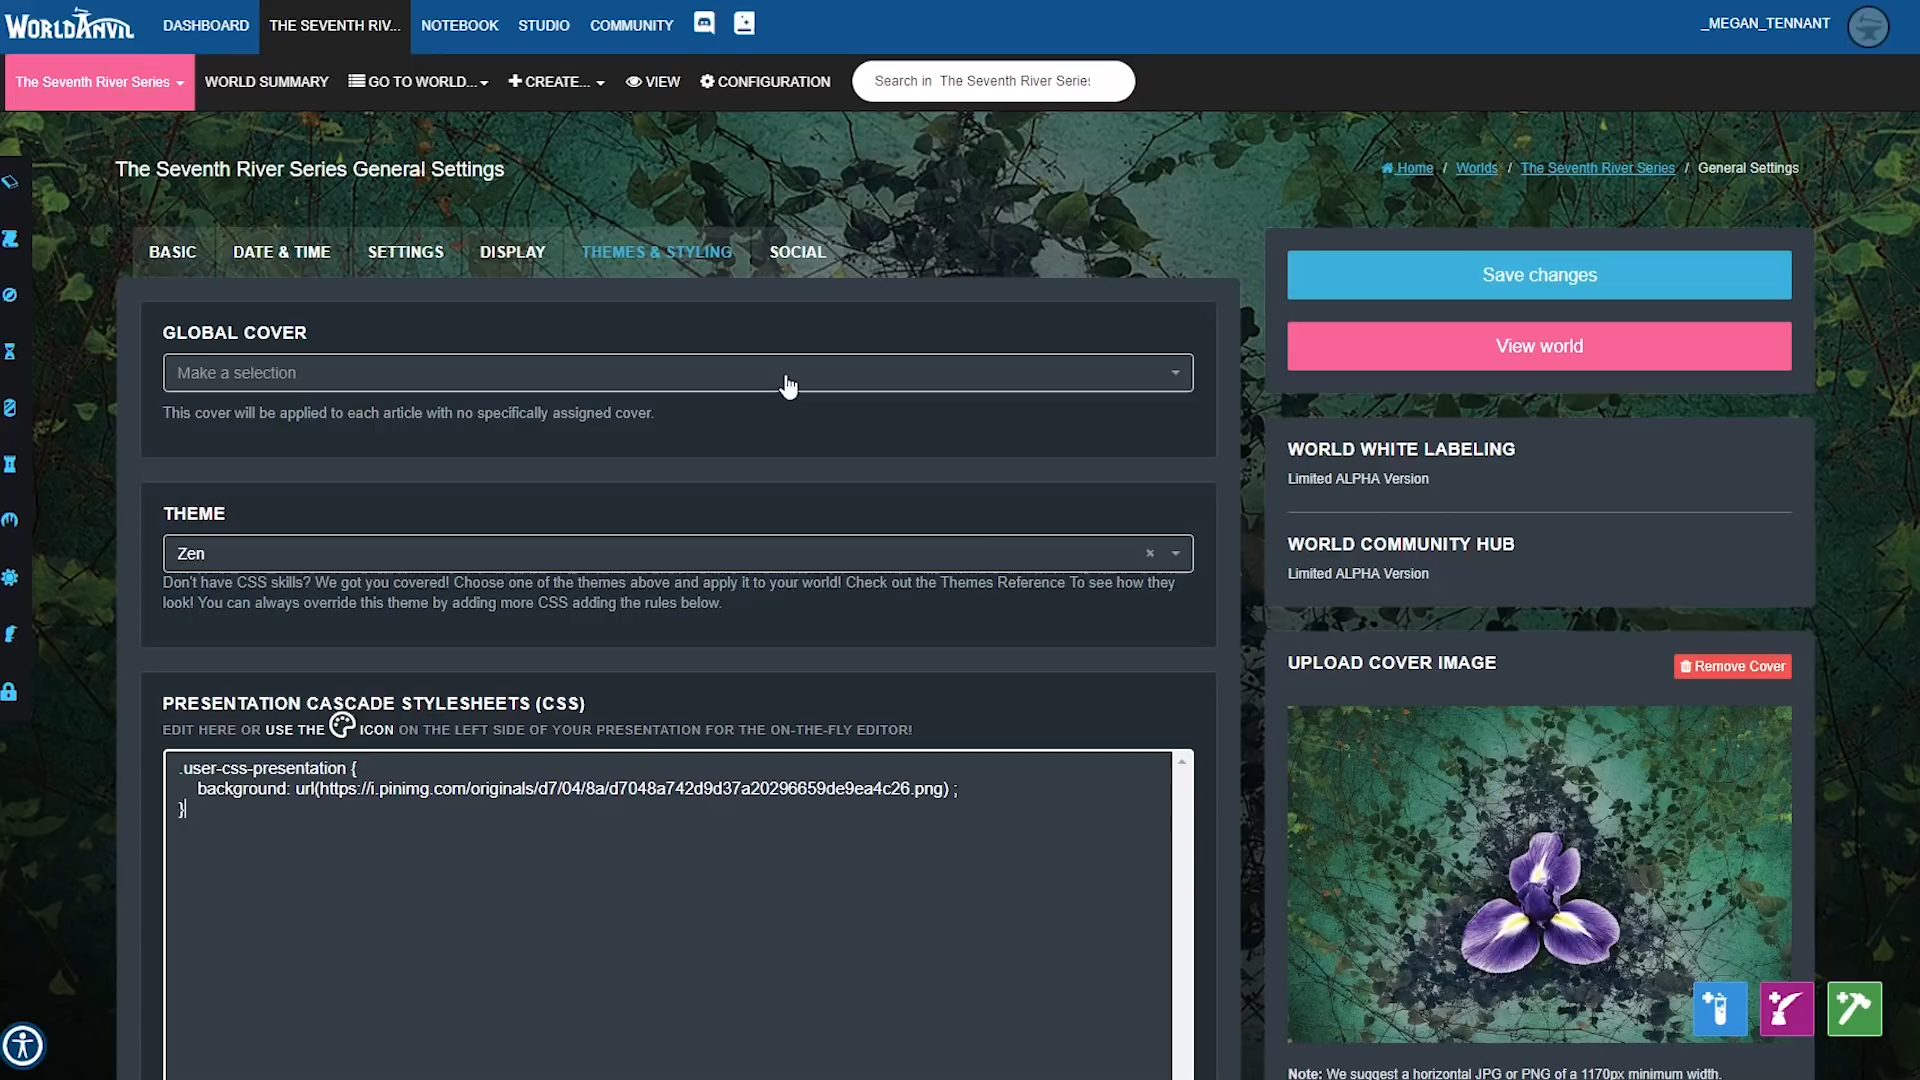 WORLDANVIL
DASHBOARD
THE SEVENTH RIV...
NOTEBOOK
STUDIO
COMMUNITY
_MEGAN_TENNANT
The Seventh River Series
WORLD SUMMARY
GO TO WORLD...
CREATE...
VIEW
CONFIGURATION
Search in The Seventh River Serie:
The Seventh River Series General Settings
Home / Worlds / The Seventh River Series / General Settings
BASIC
DATE & TIME
SETTINGS
DISPLAY
THEMES & STYLING
SOCIAL
Save changes
View world
GLOBAL COVER
Make a selection
This cover will be applied to each article with no specifically assigned cover.
WORLD WHITE LABELING
Limited ALPHA Version
WORLD COMMUNITY HUB
Limited ALPHA Version
THEME
Zen
Don't have CSS skills? We got you covered! Choose one of the themes above and apply it to your world! Check out the Themes Reference To see how they
look! You can always override this theme by adding more CSS adding the rules below.
UPLOAD COVER IMAGE
Remove Cover
PRESENTATION CASCADE STYLESHEETS (CSS)
EDIT HERE OR USE THE ICON ON THE LEFT SIDE OF YOUR PRESENTATION FOR THE ON-THE-FLY EDITOR!
.user-css-presentation {
background: url(https://i.pinimg.com/originals/d7/04/8a/d7048a742d9d37a20296659de9ea4c26.png) ;
}
Note: We suggest a horizontal JPG or PNG of a 1170px minimum width.